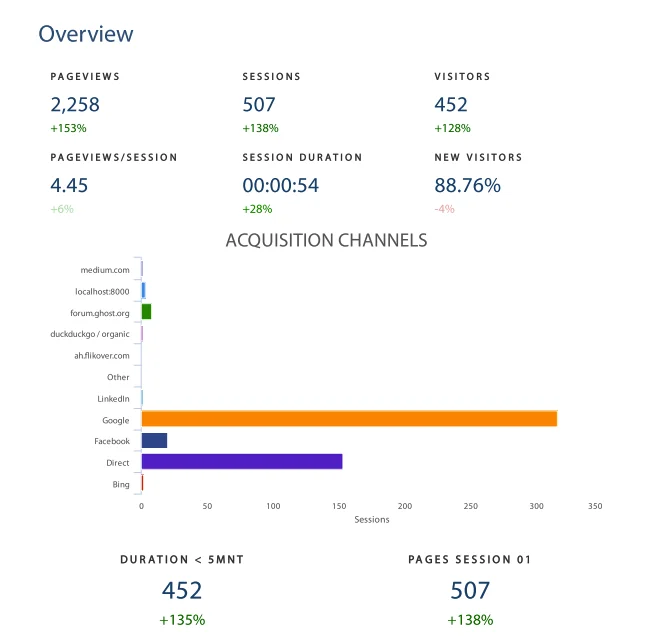 Overview
PAGEVIEWS SESSIONS VISITORS
2,258 507 452
+153% +138% +128%
PAGEVIEWS/SESSION SESSION DURATION NEW VISITORS
4.45 00:00:54 88.76%
+6% +28% -4%
ACQUISITION CHANNELS
medium.com
localhost:8000
forum.ghost.org
duckduckgo / organic
ah.flikover.com
Other
LinkedIn
Google
Facebook
Direct
Bing
0 50 100 150 200 250 300 350
Sessions
DURATION < 5MNT PAGES SESSION 01
452 507
+135% +138%